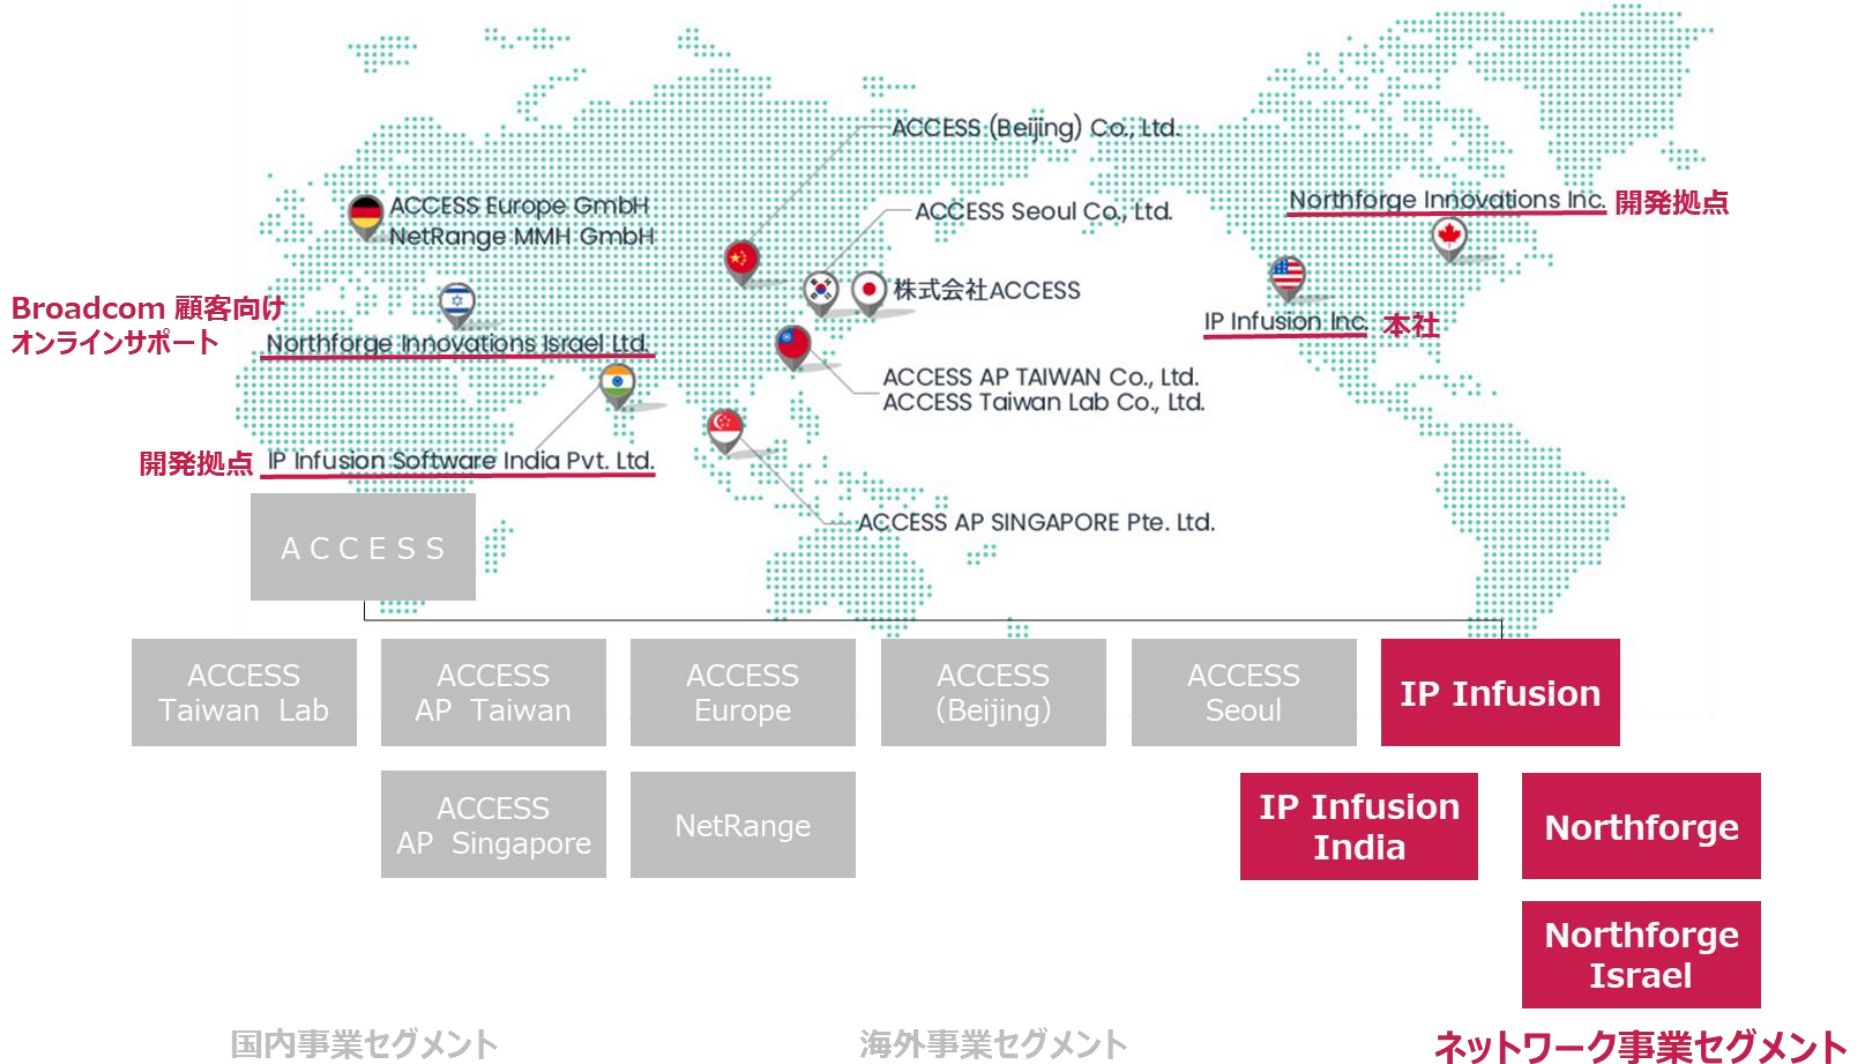 ACCESS (Beijing) Co., Ltd.
ACCESS Europe GmbH
NetRange MMH GmbH
ACCESS Seoul Co., Ltd.
Northforge Innovations Inc. 開発拠点
株式会社ACCESS
Broadcom 顧客向け
オンラインサポート
Northforge Innovations Israel Ltd.
IP Infusion Inc. 本社
ACCESS AP TAIWAN Co., Ltd.
ACCESS Taiwan Lab Co., Ltd.
開発拠点 IP Infusion Software India Pvt. Ltd.
ACCESS AP SINGAPORE Pte. Ltd.
ACCESS
ACCESS
Taiwan Lab
ACCESS
AP Taiwan
ACCESS
Europe
ACCESS
(Beijing)
ACCESS
Seoul
IP Infusion
ACCESS
AP Singapore
NetRange
IP Infusion
India
Northforge
Northforge
Israel
国内事業セグメント
海外事業セグメント
ネットワーク事業セグメント